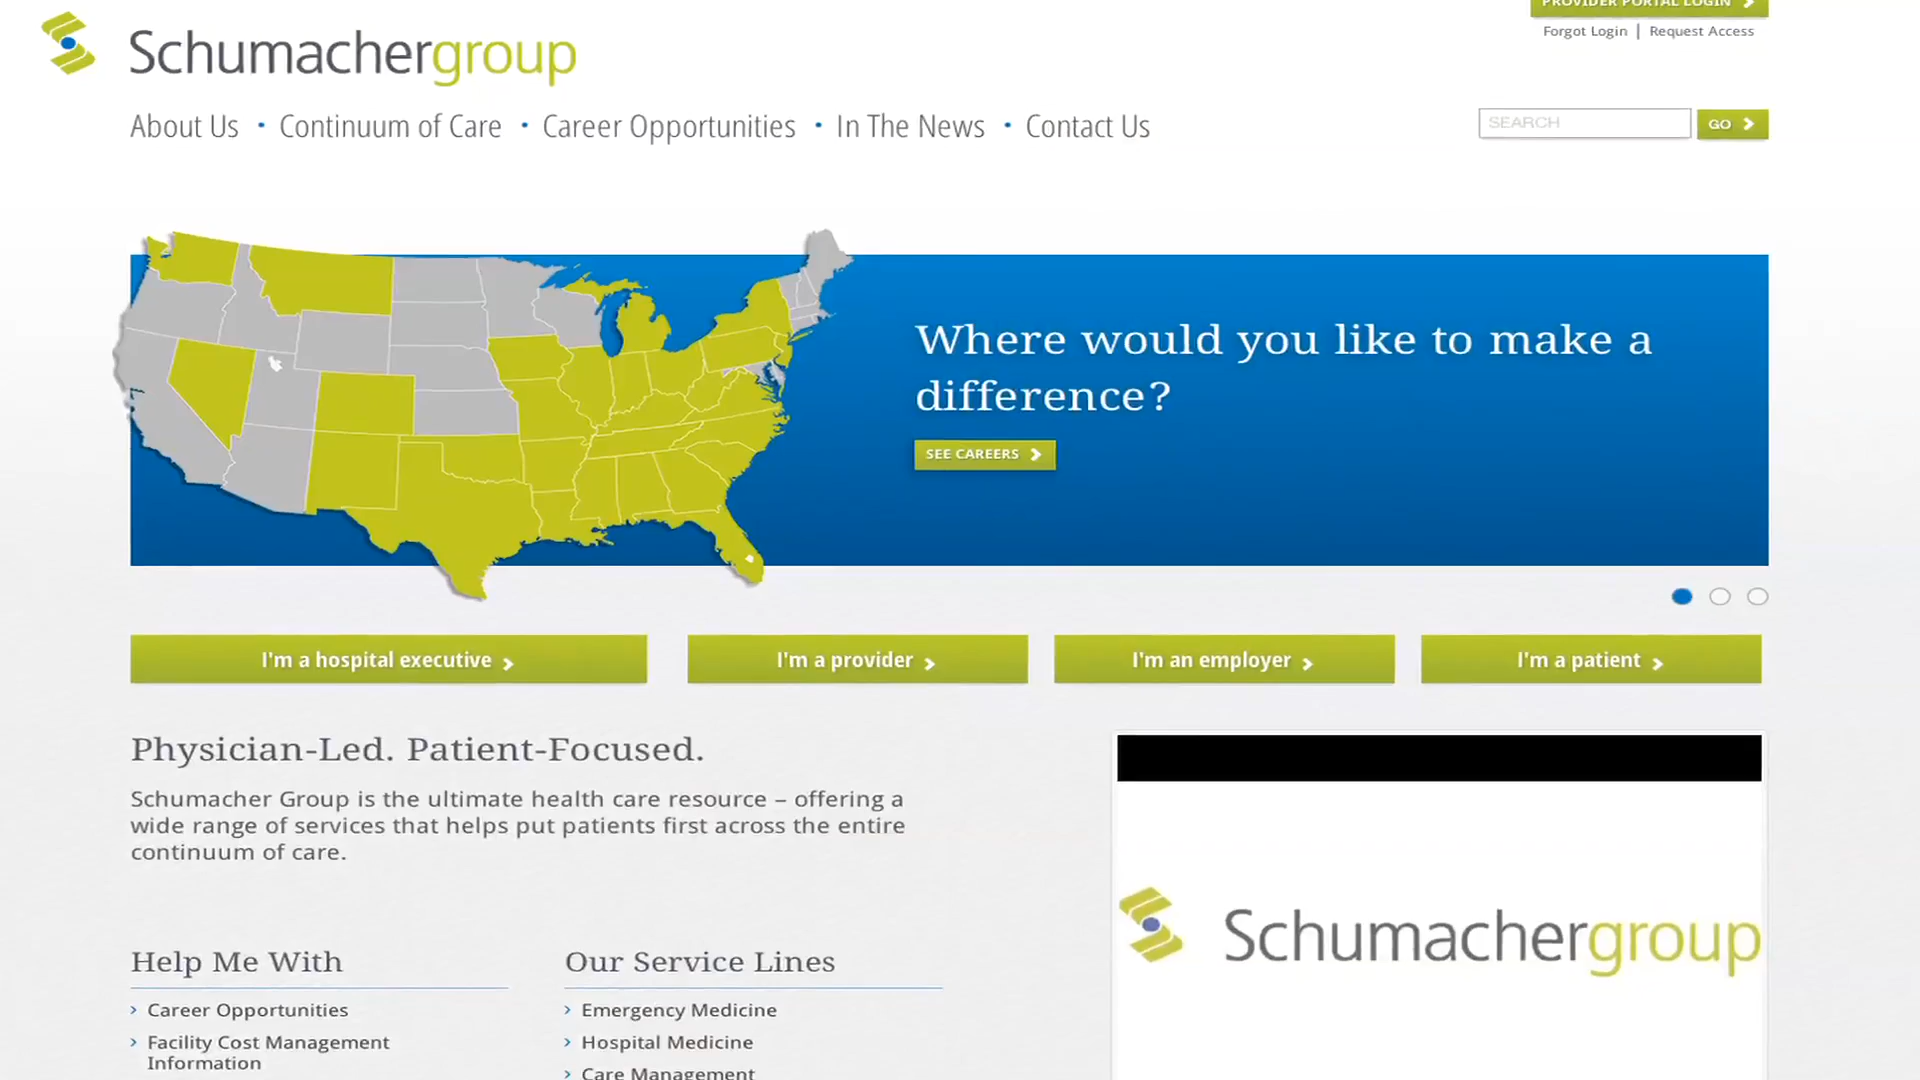 PROVIDER PORTAL LOGIN
Forgot Login | Request Access
Schumachergroup
About Us • Continuum of Care • Career Opportunities • In The News • Contact Us
SEARCH
GO
Where would you like to make a
difference?
SEE CAREERS
I'm a hospital executive
I'm a provider
I'm an employer
I'm a patient
Physician-Led. Patient-Focused.
Schumacher Group is the ultimate health care resource – offering a
wide range of services that helps put patients first across the entire
continuum of care.
Schumachergroup
Help Me With
Career Opportunities
Facility Cost Management
Information
Our Service Lines
Emergency Medicine
Hospital Medicine
Care Management